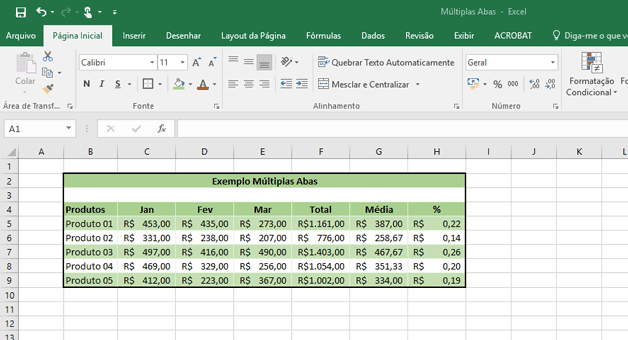 Múltiplas Abas - Excel
Arquivo Página Inicial Inserir Desenhar Layout da Página Fórmulas Dados Revisão Exibir ACROBAT Diga-me o que v
Colar Calibri 11 A A Quebrar Texto Automaticamente Geral Formatação
N I S A Mesclar e Centralizar % 000 Condicional
Área de Transf... Fonte Alinhamento Número
A1 fx
A B C D E F G H I J K L
1
2 Exemplo Múltiplas Abas
3
4 Produtos Jan Fev Mar Total Média %
5 Produto 01 R$ 453,00 R$ 435,00 R$ 273,00 R$1.161,00 R$ 387,00 R$ 0,22
6 Produto 02 R$ 331,00 R$ 238,00 R$ 207,00 R$ 776,00 R$ 258,67 R$ 0,14
7 Produto 03 R$ 497,00 R$ 416,00 R$ 490,00 R$1.403,00 R$ 467,67 R$ 0,26
8 Produto 04 R$ 469,00 R$ 329,00 R$ 256,00 R$1.054,00 R$ 351,33 R$ 0,20
9 Produto 05 R$ 412,00 R$ 223,00 R$ 367,00 R$1.002,00 R$ 334,00 R$ 0,19
10
11
12
13